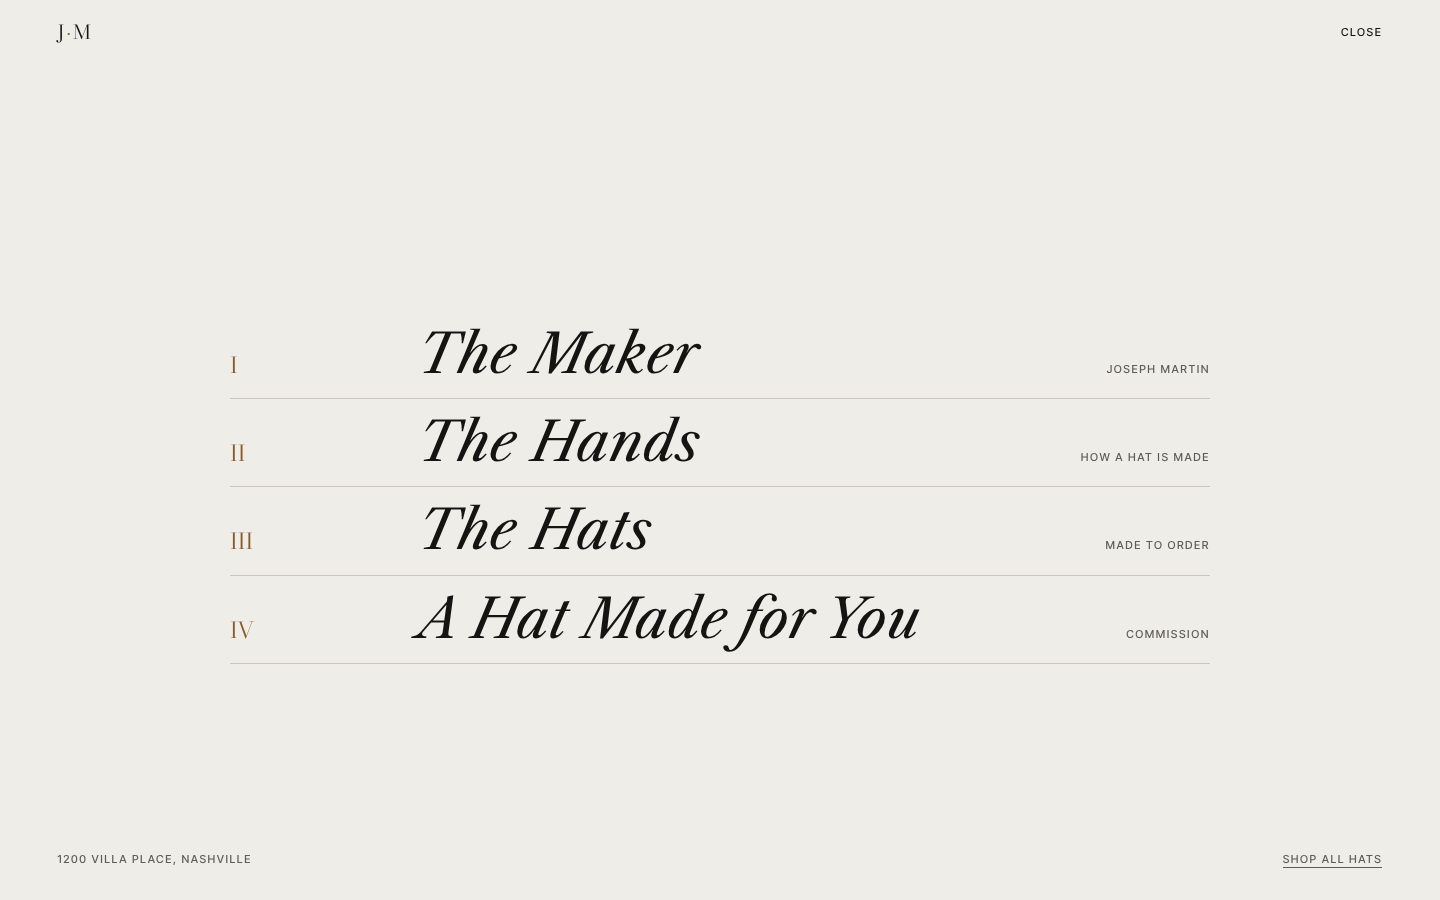 J·M
CLOSE
I The Maker JOSEPH MARTIN
II The Hands HOW A HAT IS MADE
III The Hats MADE TO ORDER
IV A Hat Made for You COMMISSION
1200 VILLA PLACE, NASHVILLE
SHOP ALL HATS